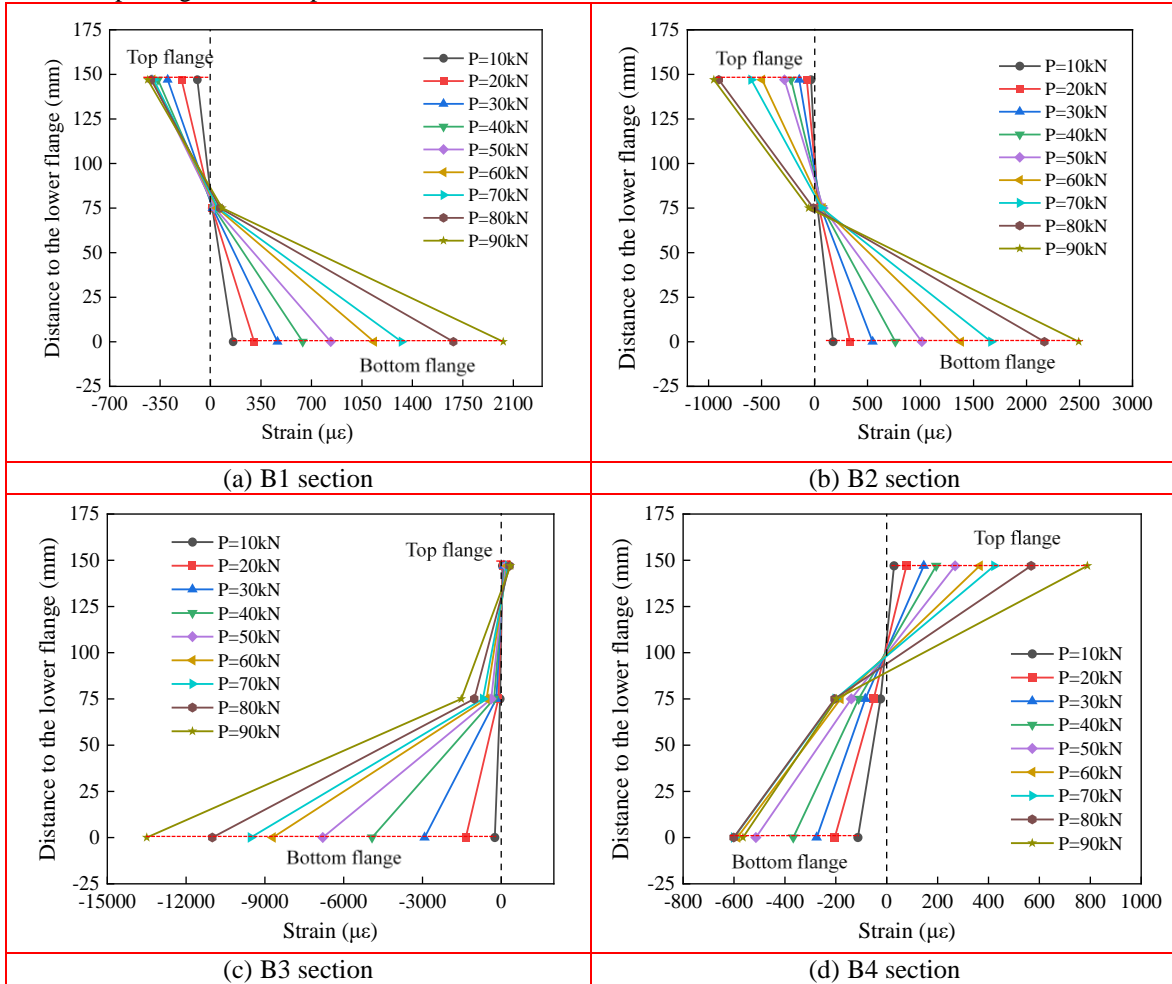 175
150
125
100
75
50
25
0
-25
Distance to the lower flange (mm)
Top flange
P=10kN
P=20kN
P=30kN
P=40kN
P=50kN
P=60kN
P=70kN
P=80kN
P=90kN
Bottom flange
-700 -350 0 350 700 1050 1400 1750 2100
Strain (με)
(a) B1 section
175
150
125
100
75
50
25
0
-25
Distance to the lower flange (mm)
Top flange
P=10kN
P=20kN
P=30kN
P=40kN
P=50kN
P=60kN
P=70kN
P=80kN
P=90kN
Bottom flange
-1000 -500 0 500 1000 1500 2000 2500 3000
Strain (με)
(b) B2 section
175
150
125
100
75
50
25
0
-25
Distance to the lower flange (mm)
Top flange
P=10kN
P=20kN
P=30kN
P=40kN
P=50kN
P=60kN
P=70kN
P=80kN
P=90kN
Bottom flange
-15000 -12000 -9000 -6000 -3000 0
Strain (με)
(c) B3 section
175
150
125
100
75
50
25
0
-25
Distance to the lower flange (mm)
Top flange
P=10kN
P=20kN
P=30kN
P=40kN
P=50kN
P=60kN
P=70kN
P=80kN
P=90kN
Bottom flange
-800 -600 -400 -200 0 200 400 600 800 1000
Strain (με)
(d) B4 section